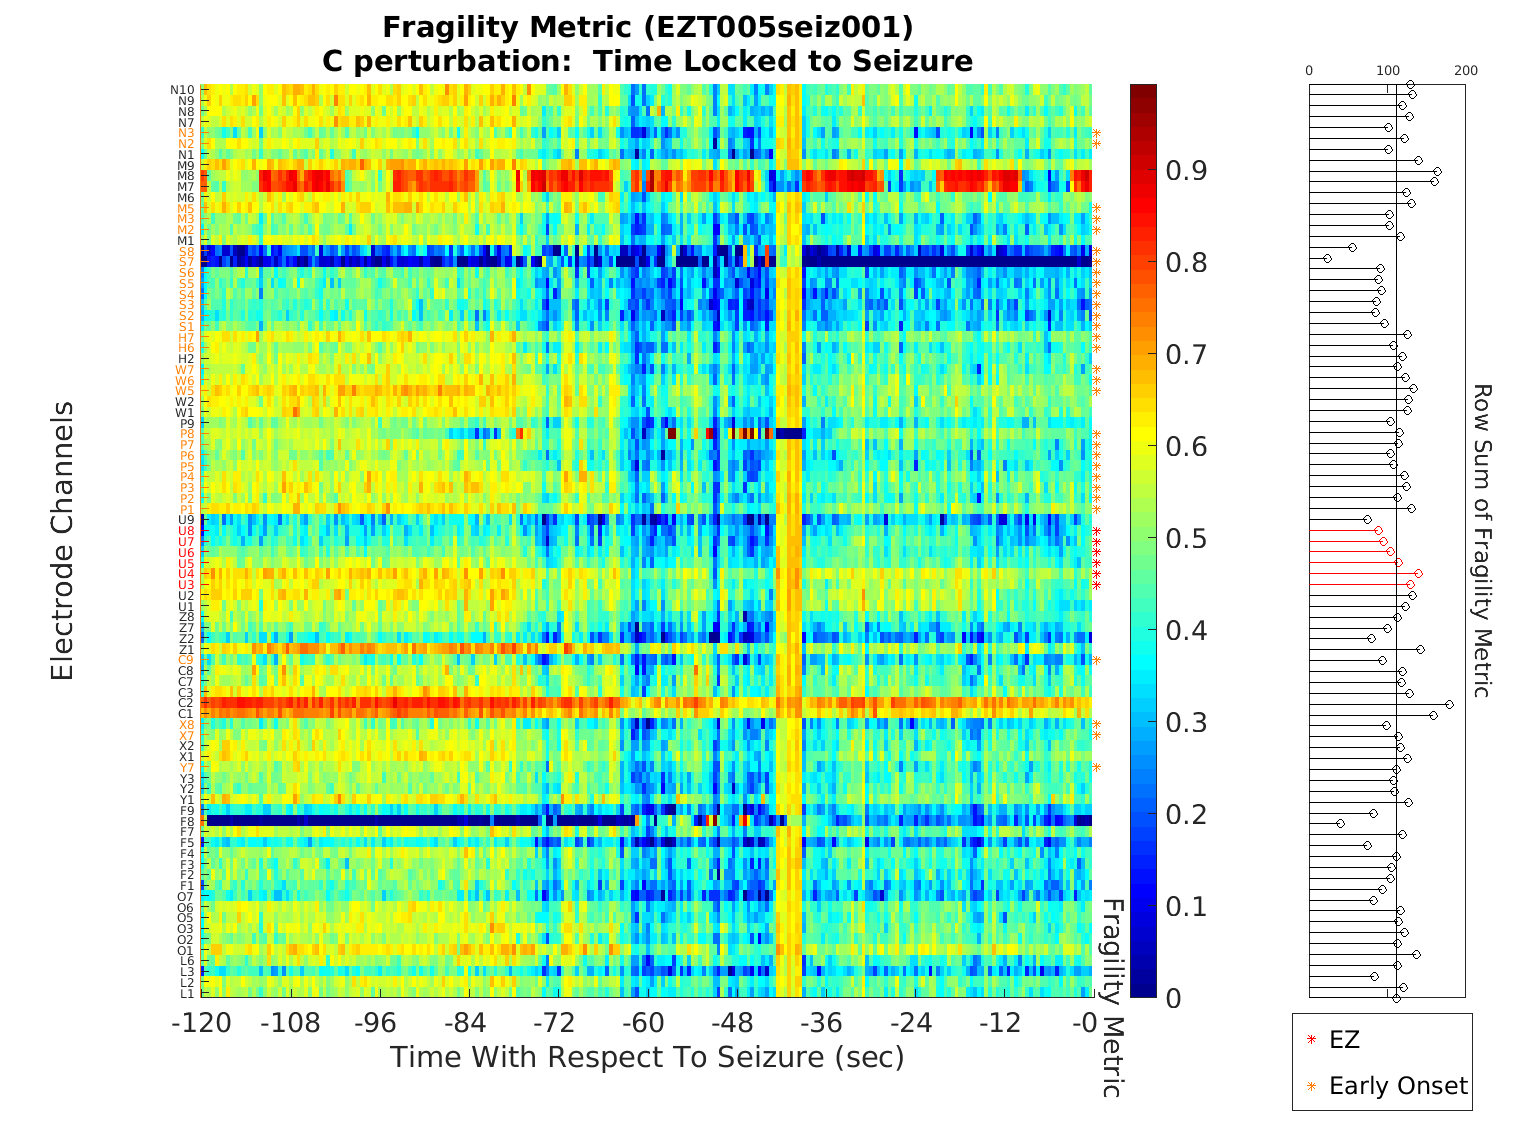 Fragility Metric (EZT005seiz001)
C perturbation:  Time Locked to Seizure
Electrode Channels
N10
N9
N8
N7
N3
N2
N1
M9
M8
M7
M6
M5
M3
M2
M1
S8
S7
S6
S5
S4
S3
S2
S1
H7
H6
H2
W7
W6
W5
W2
W1
P9
P8
P7
P6
P5
P4
P3
P2
P1
U9
U8
U7
U6
U5
U4
U3
U2
U1
Z8
Z7
Z2
Z1
C9
C8
C7
C3
C2
C1
X8
X7
X2
X1
Y7
Y3
Y2
Y1
F9
F8
F7
F5
F4
F3
F2
F1
O7
O6
O5
O3
O2
O1
L6
L3
L2
L1
-120 -108 -96 -84 -72 -60 -48 -36 -24 -12 -0
Time With Respect To Seizure (sec)
0.9
0.8
0.7
0.6
0.5
0.4
0.3
0.2
0.1
0
Fragility Metric
0 100 200
Row Sum of Fragility Metric
EZ
Early Onset